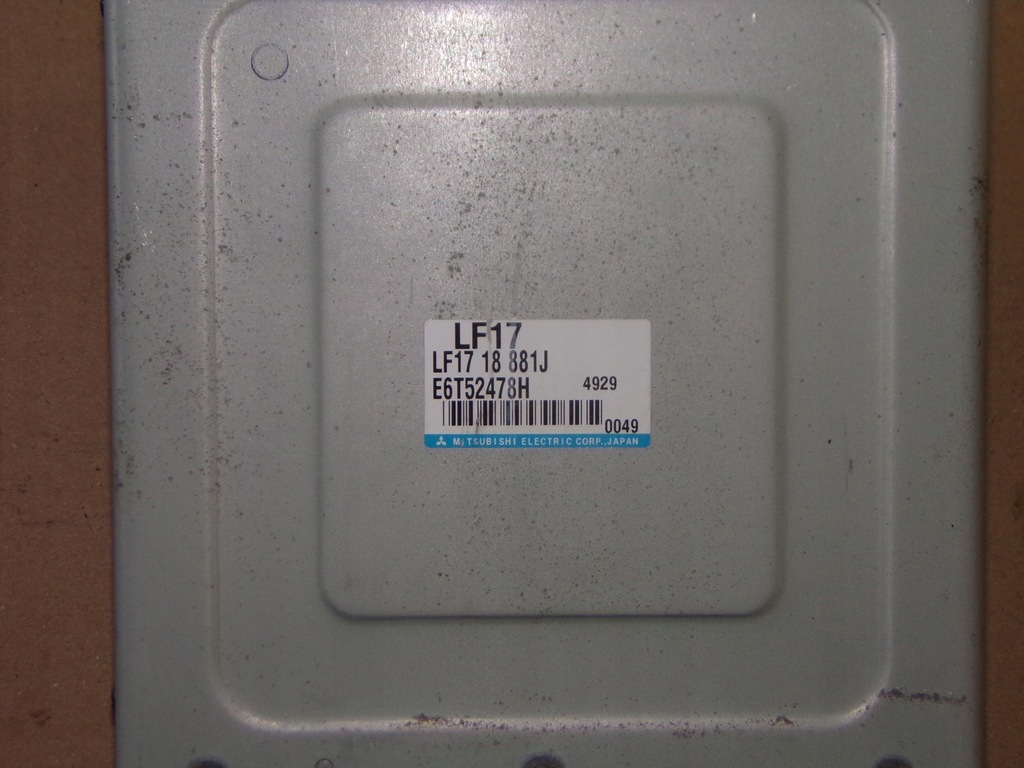 LF17
LF17 18 881J
E6T52478H 4929
0049
MITSUBISHI ELECTRIC CORP.,JAPAN